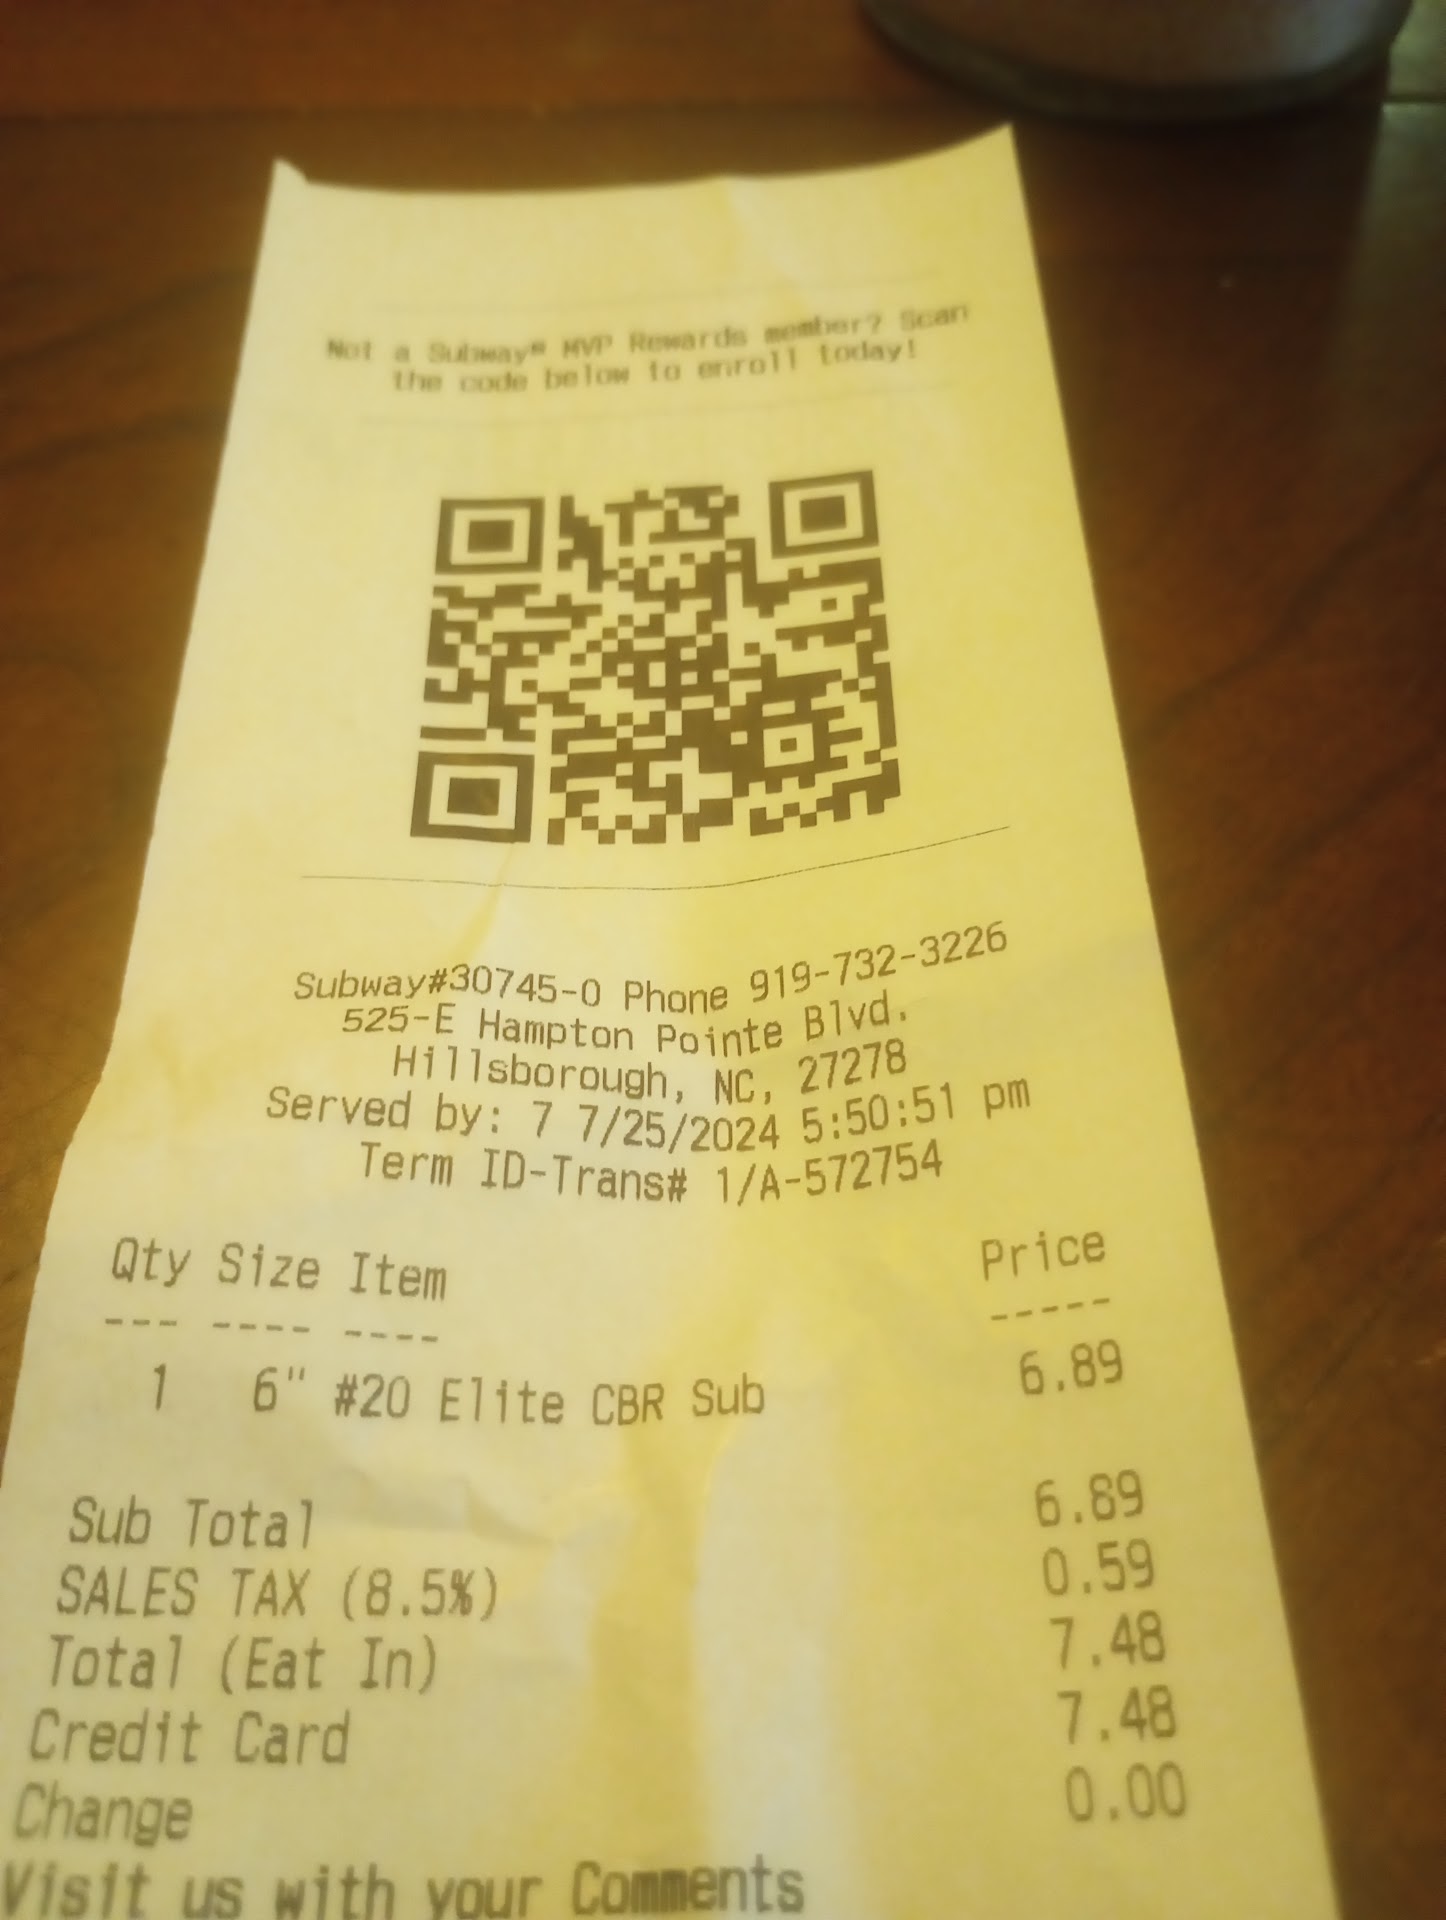 Not a Subway® MVP Rewards member? Scan
the code below to enroll today!
Subway#30745-0 Phone 919-732-3226
525-E Hampton Pointe Blvd.
Hillsborough, NC, 27278
Served by: 7 7/25/2024 5:50:51 pm
Term ID-Trans# 1/A-572754
Qty Size Item Price
--- ---- ---- -----
1 6" #20 Elite CBR Sub 6.89
Sub Total 6.89
SALES TAX (8.5%) 0.59
Total (Eat In) 7.48
Credit Card 7.48
Change 0.00
Visit us with your Comments